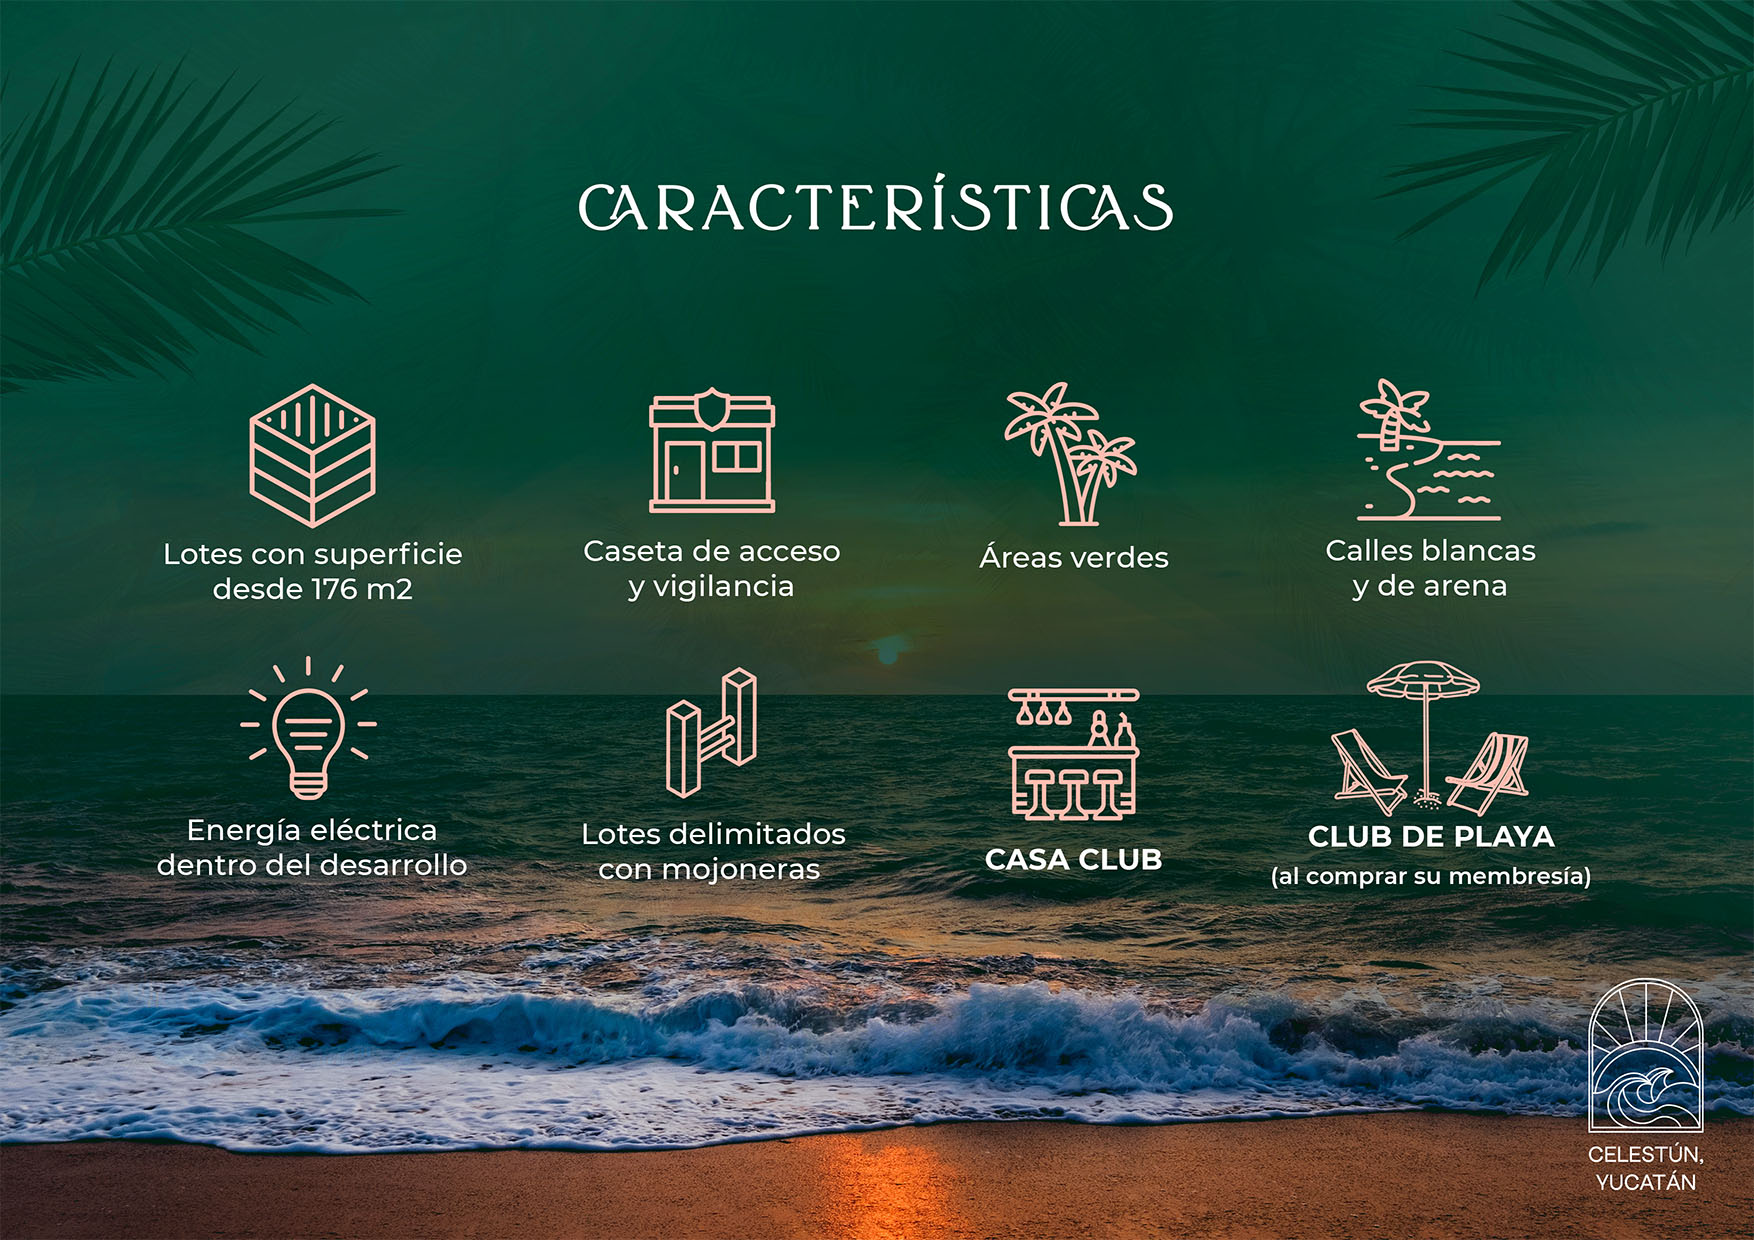 CARACTERÍSTICAS
Lotes con superficie
desde 176 m2
Caseta de acceso
y vigilancia
Áreas verdes
Calles blancas
y de arena
Energía eléctrica
dentro del desarrollo
Lotes delimitados
con mojoneras
CASA CLUB
CLUB DE PLAYA
(al comprar su membresía)
CELESTÚN,
YUCATÁN